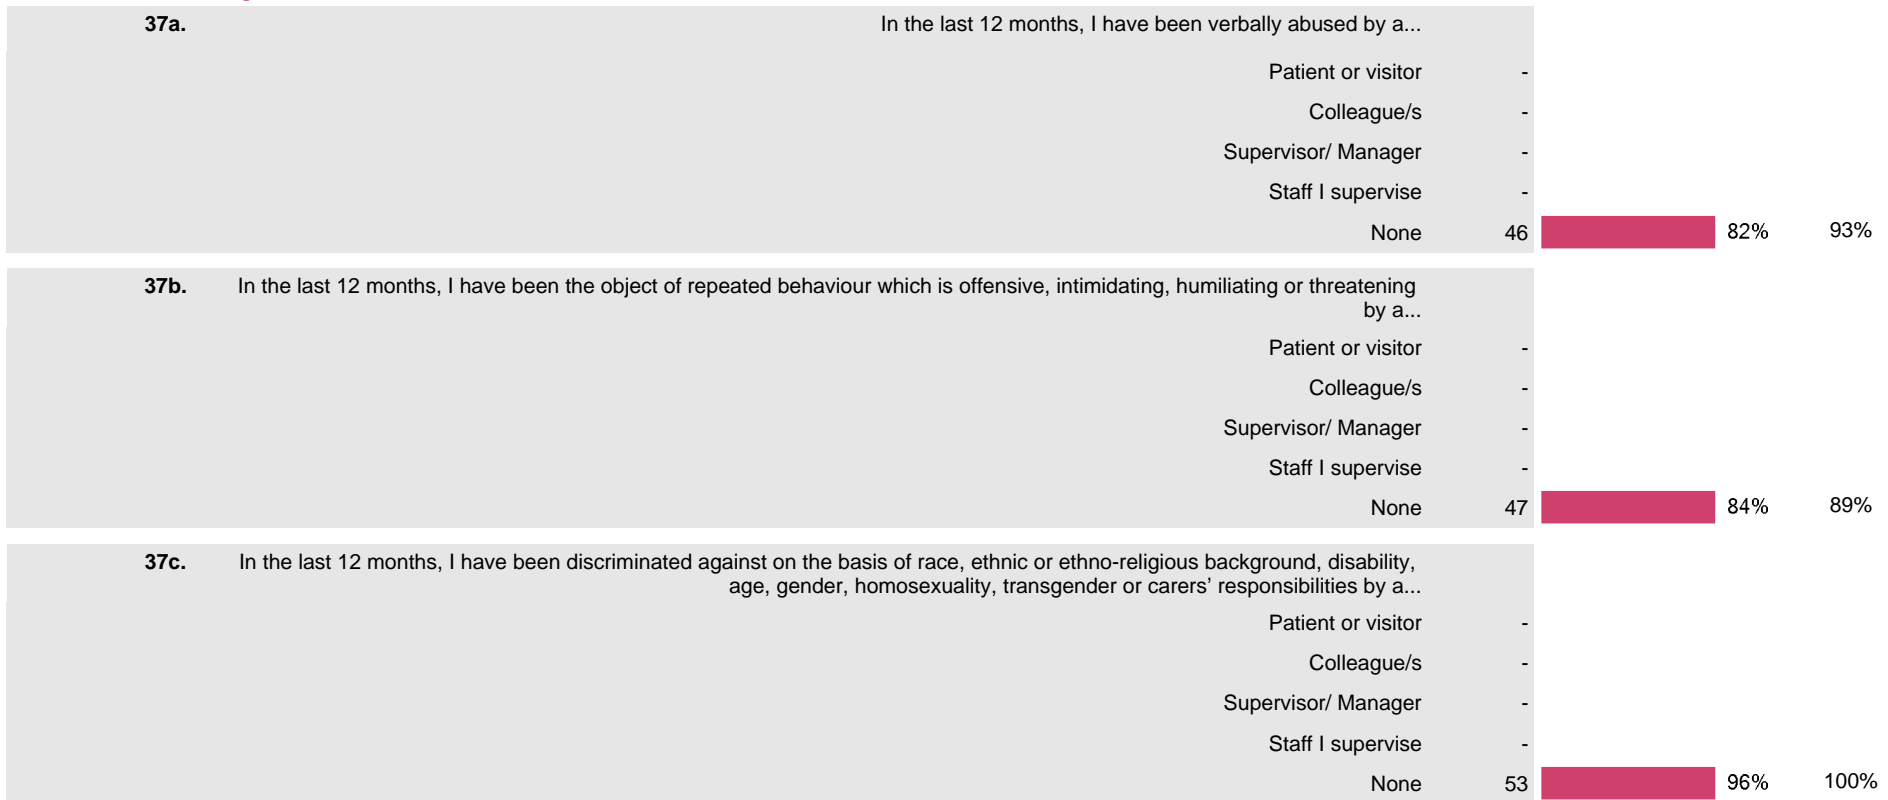 37a. In the last 12 months, I have been verbally abused by a...
Patient or visitor -
Colleague/s -
Supervisor/ Manager -
Staff I supervise -
None 46 82% 93%
37b. In the last 12 months, I have been the object of repeated behaviour which is offensive, intimidating, humiliating or threatening
by a...
Patient or visitor -
Colleague/s -
Supervisor/ Manager -
Staff I supervise -
None 47 84% 89%
37c. In the last 12 months, I have been discriminated against on the basis of race, ethnic or ethno-religious background, disability,
age, gender, homosexuality, transgender or carers’ responsibilities by a...
Patient or visitor -
Colleague/s -
Supervisor/ Manager -
Staff I supervise -
None 53 96% 100%